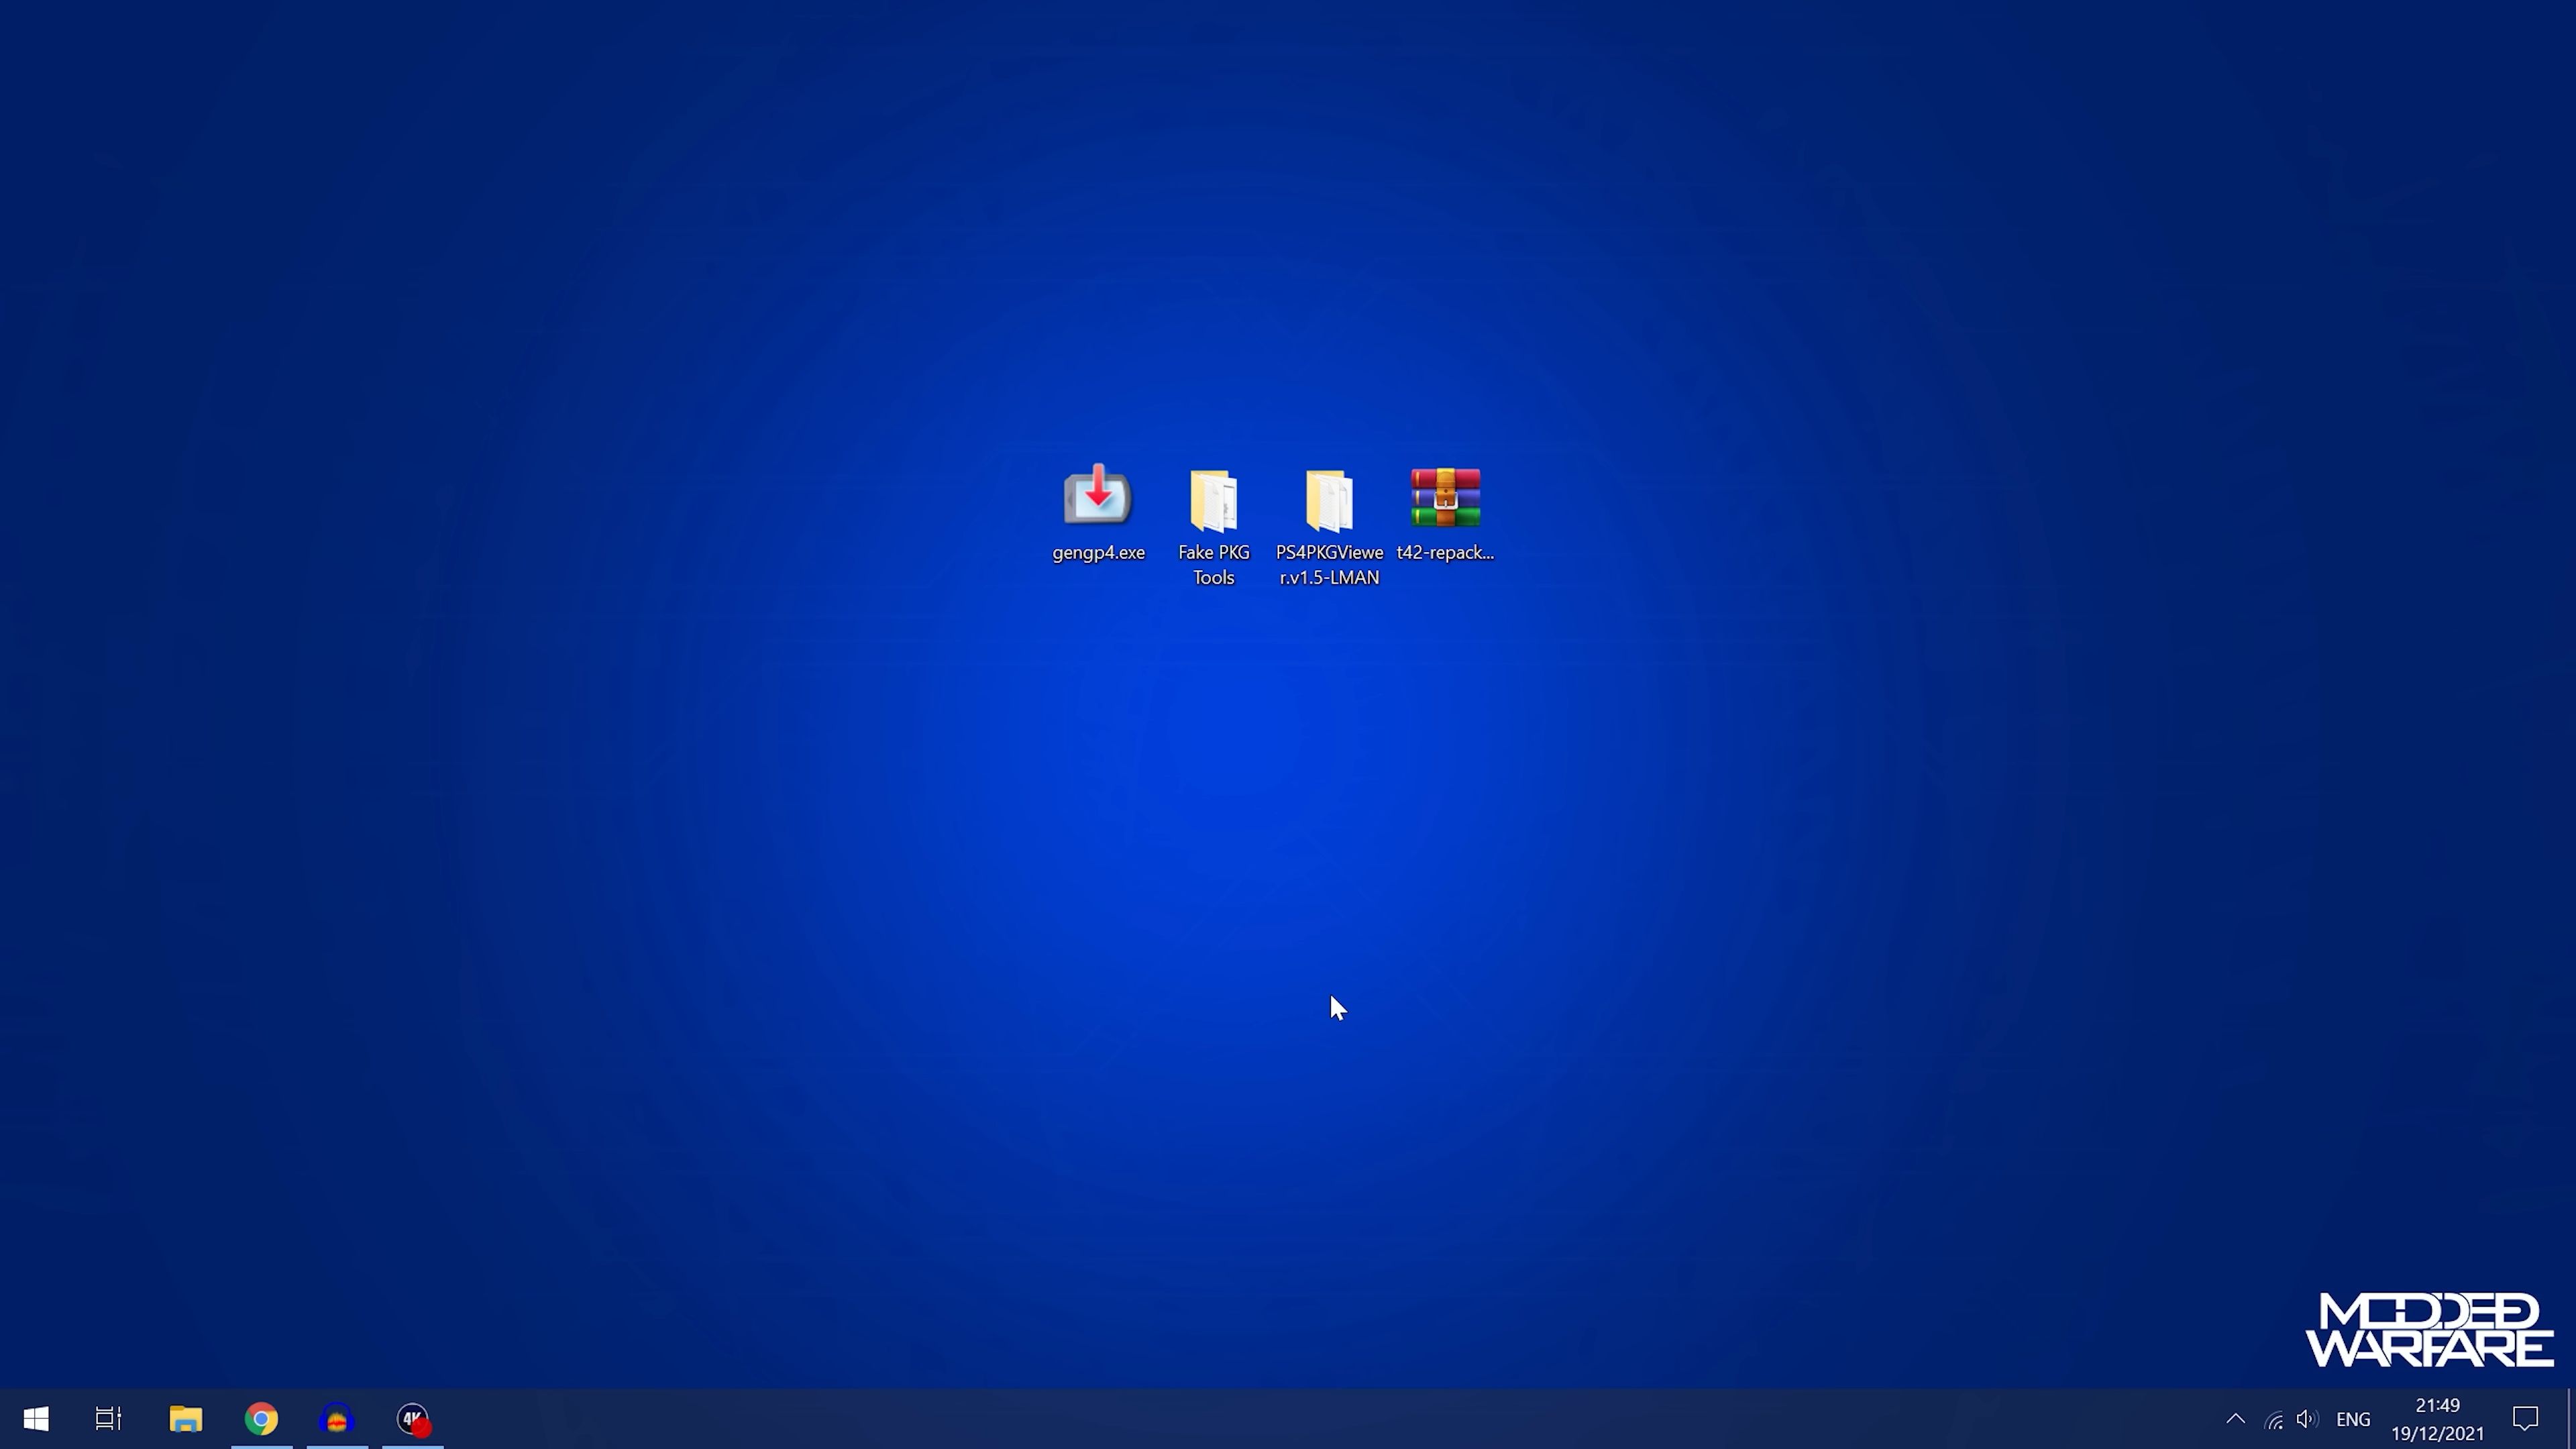 gengp4.exe
Fake PKG
Tools
PS4PKGViewe
r.v1.5-LMAN
t42-repack...
MODDED
WARFARE
4K
ENG
21:49
19/12/2021